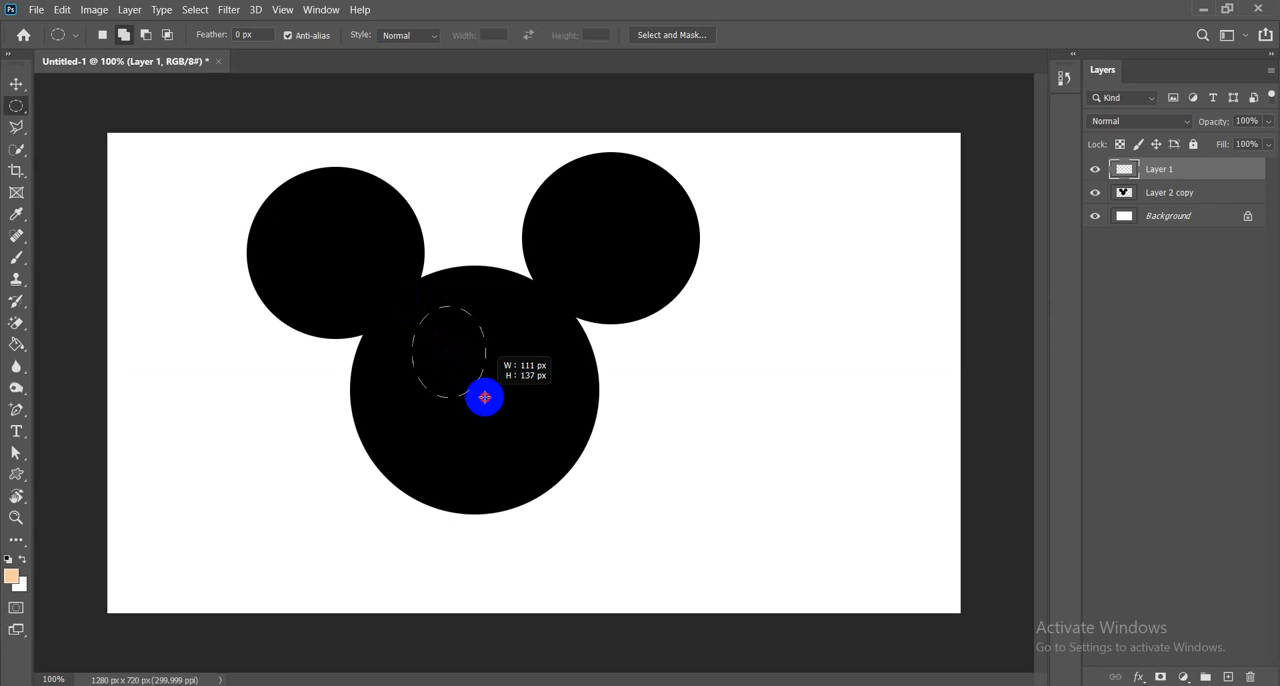 Ps File Edit Image Layer Type Select Filter 3D View Window Help
Feather: 0 px Anti-alias Style: Normal Width: Height: Select and Mask...
Untitled-1 @ 100% (Layer 1, RGB/8#) * ×
Layers
Kind
Normal Opacity: 100%
Lock: Fill: 100%
Layer 1
Layer 2 copy
Background
W : 111 px
H : 137 px
T
Activate Windows
Go to Settings to activate Windows.
100% 1280 px x 720 px (299.999 ppi)
fx